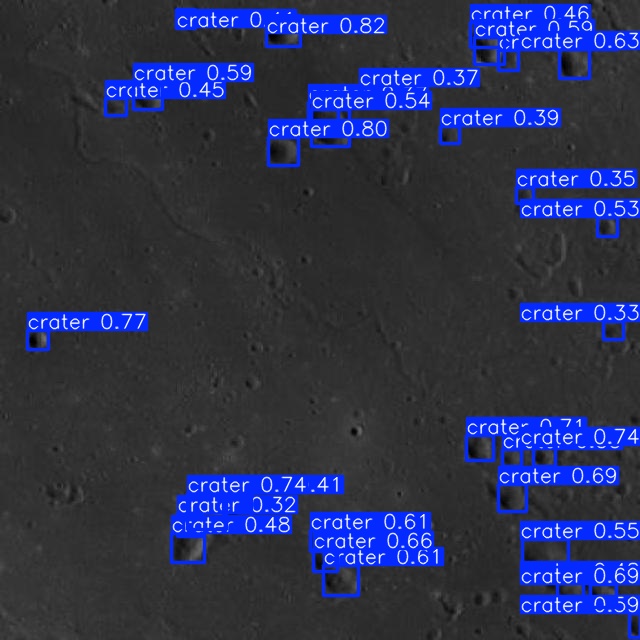 crater 0.46
crater
crater 0.82
crater 0.59
crater 0.63
crater 0.59
crater 0.37
crater 0.45
crater 0.54
crater 0.39
crater 0.80
crater 0.35
crater 0.53
crater 0.33
crater 0.77
crater 0.71
crater 0.74
crater 0.69
crater 0.74.41
crater 0.32
crater 0.48
crater 0.61
crater 0.66
crater 0.61
crater 0.55
crater 0.69
crater 0.59